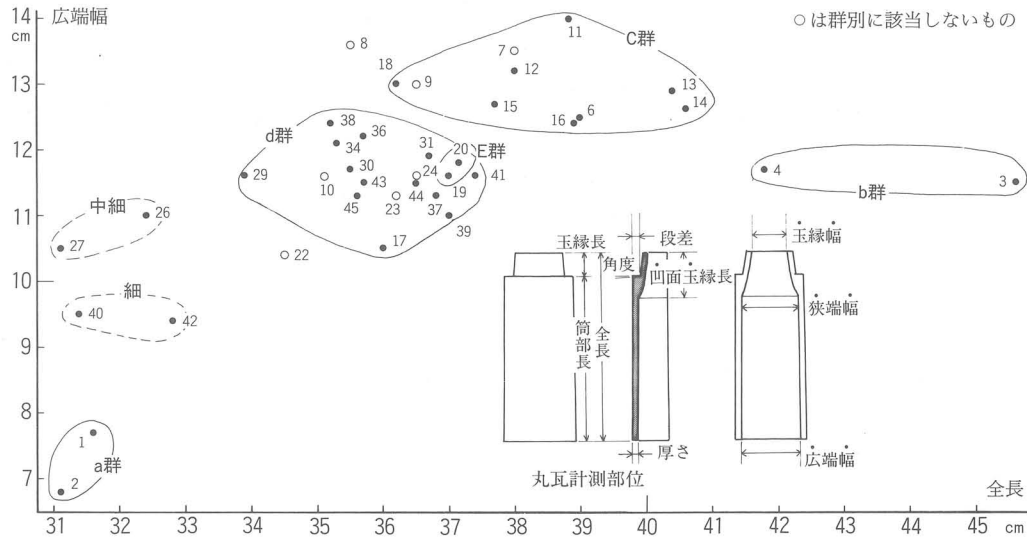 14
広端幅
cm
○は群別に該当しないもの
8
11
C群
7
18
9
12
13
13
15
16
6
14
12
d群
38
36
34
31
E群
20
29
10
30
43
45
24
44
19
41
23
37
39
4
3
b群
11
中細
26
27
17
22
10
細
40
42
9
8
1
a群
2
7
玉縁長
段差
角度
凹面玉縁長
玉縁幅
筒部長
全長
狭端幅
厚さ
広端幅
丸瓦計測部位
全長
31 32 33 34 35 36 37 38 39 40 41 42 43 44 45 cm